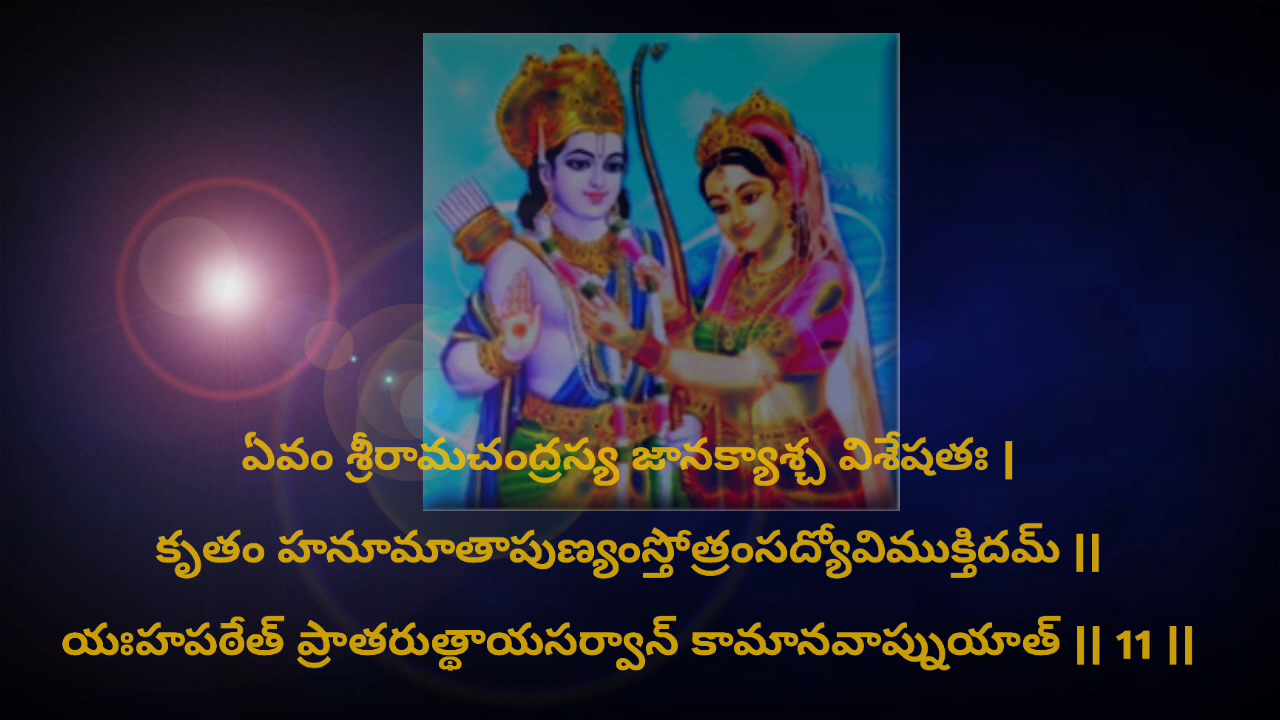 ఏవం శ్రీరామచంద్రస్య జానక్యాశ్చ విశేషతః |
కృతం హనూమాతాపుణ్యంస్తోత్రంసద్యోవిముక్తిదమ్ ||
యఃహపఠేత్ ప్రాతరుత్థాయసర్వాన్ కామానవాప్నుయాత్ || 11 ||